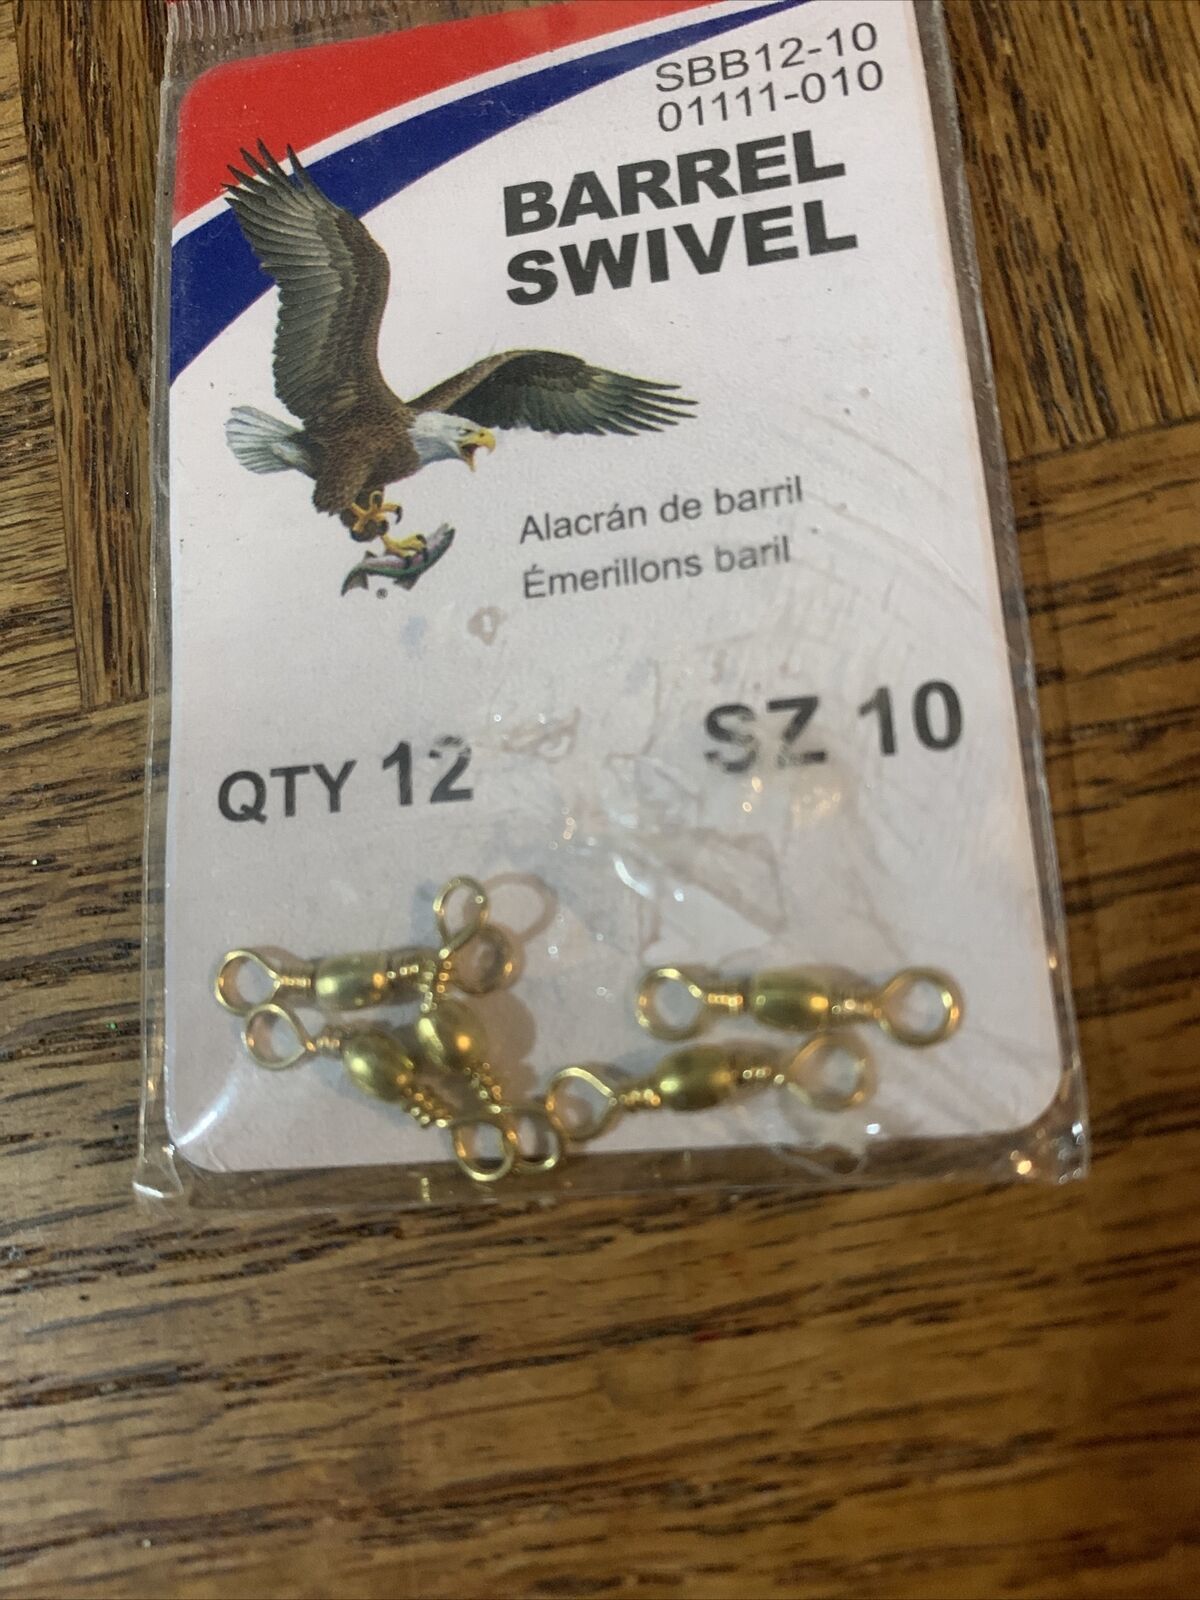 SBB12-10
01111-010
BARREL
SWIVEL
Alacrán de barril
Émerillons baril
®
QTY 12
SZ 10